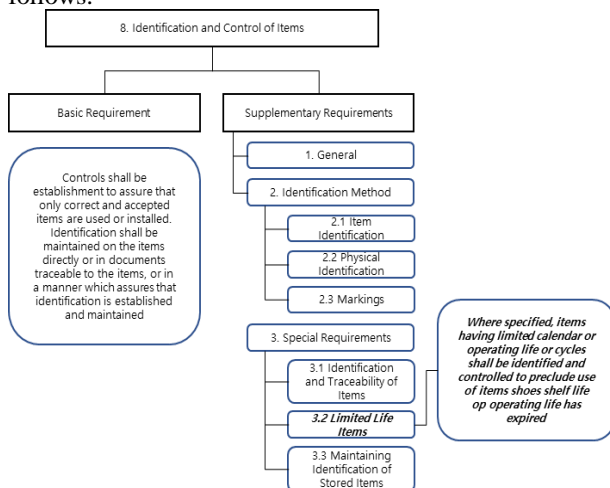 follows:
8. Identification and Control of Items
Basic Requirement
Supplementary Requirements
Controls shall be
establishment to assure that
only correct and accepted
items are used or installed.
Identification shall be
maintained on the items
directly or in documents
traceable to the items, or in
a manner which assures that
identification is established
and maintained
1. General
2. Identification Method
2.1 Item
Identification
2.2 Physical
Identification
2.3 Markings
3. Special Requirements
3.1 Identification
and Traceability of
Items
3.2 Limited Life
Items
3.3 Maintaining
Identification of
Stored Items
Where specified, items
having limited calendar or
operating life or cycles
shall be identified and
controlled to preclude use
of items shoes shelf life
op operating life has
expired